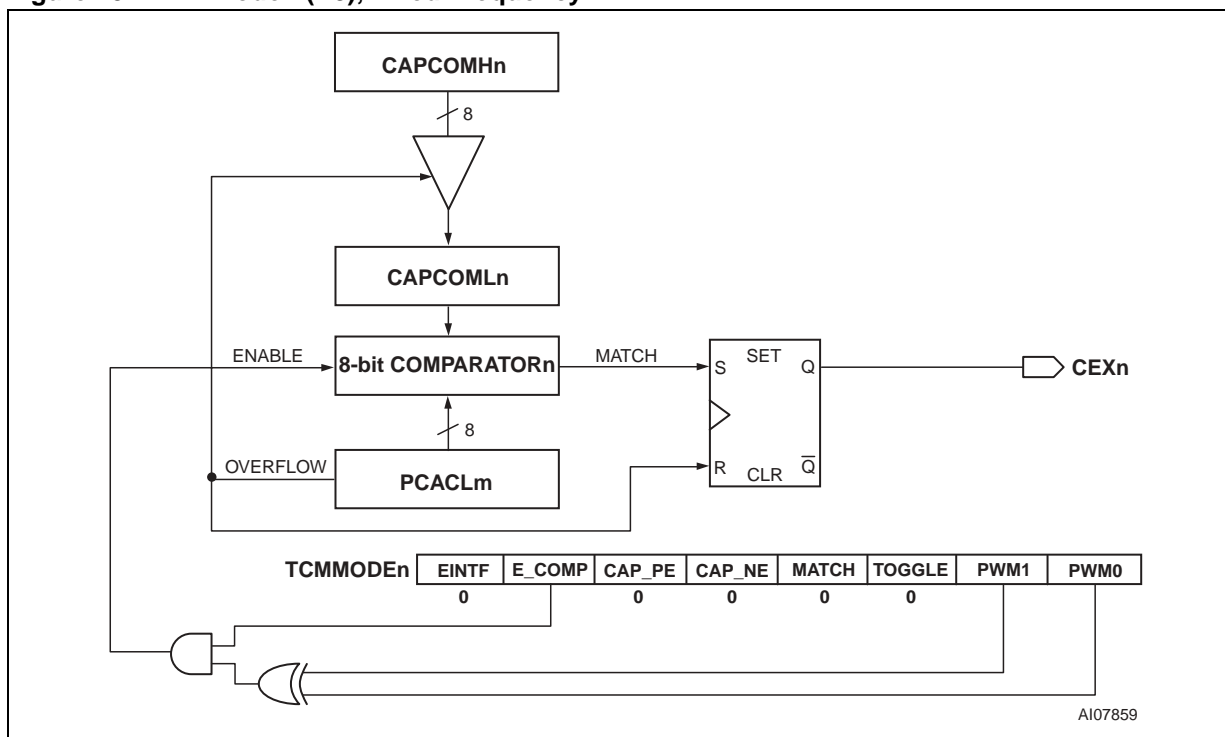 CAPCOMHn
8
CAPCOMLn
ENABLE
8-bit COMPARATORn
MATCH
S SET Q
CEXn
8
OVERFLOW
PCACLm
R CLR Q̅
TCMMODEn EINTF E_COMP CAP_PE CAP_NE MATCH TOGGLE PWM1 PWM0
0 0 0 0 0
AI07859